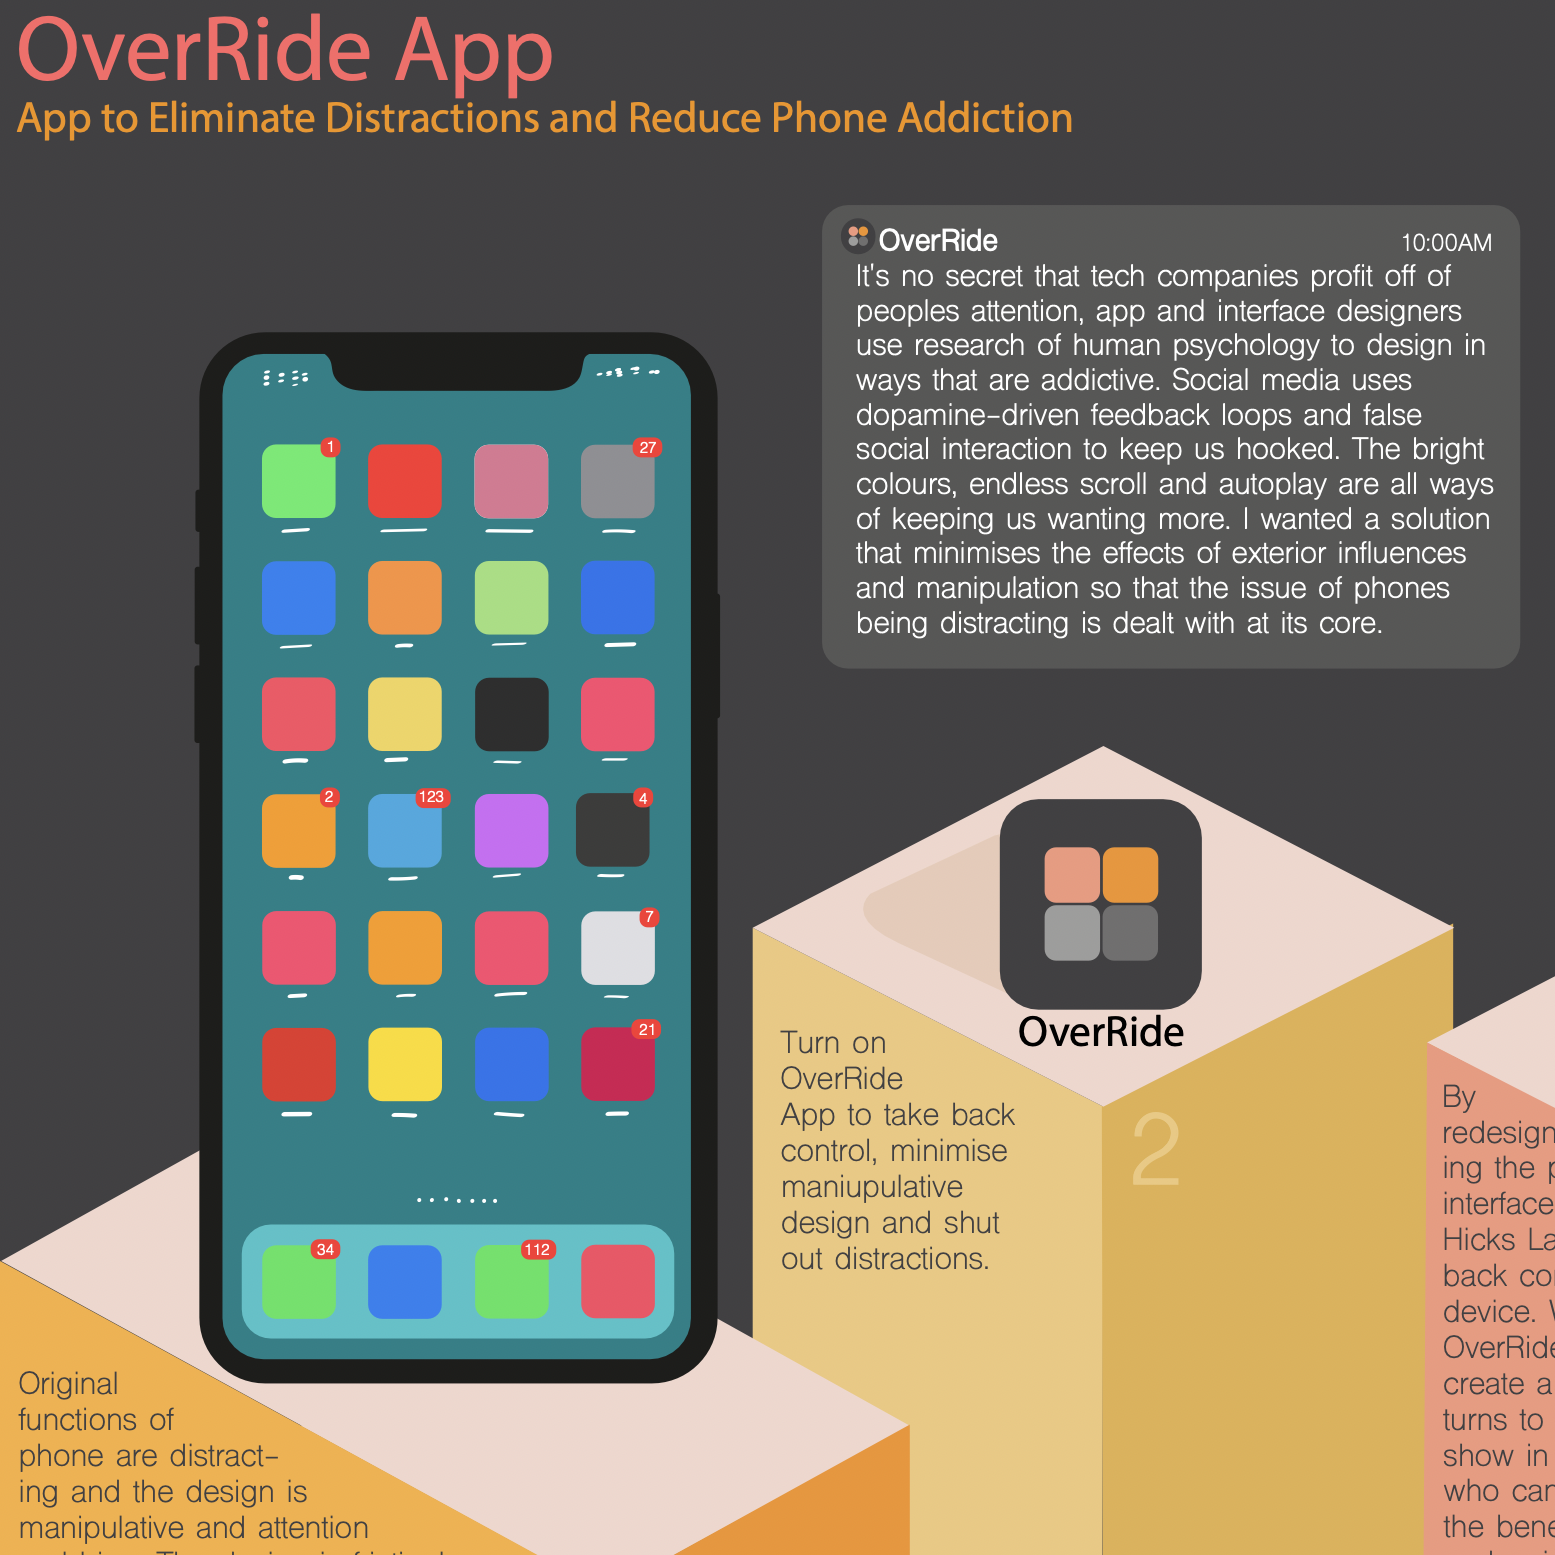 OverRide App
App to Eliminate Distractions and Reduce Phone Addiction
OverRide 10:00AM
It's no secret that tech companies profit off of
peoples attention, app and interface designers
use research of human psychology to design in
ways that are addictive. Social media uses
dopamine-driven feedback loops and false
social interaction to keep us hooked. The bright
colours, endless scroll and autoplay are all ways
of keeping us wanting more. I wanted a solution
that minimises the effects of exterior influences
and manipulation so that the issue of phones
being distracting is dealt with at its core.
1 27
2 123 4
7
21
34 112
OverRide
Turn on
OverRide
App to take back
control, minimise
maniupulative
design and shut
out distractions.
2
By
redesign
ing the
interface
Hicks
back
device.
OverRide
create a
turns to
show in
who
the
Original
functions of
phone are distract-
ing and the design is
manipulative and attention